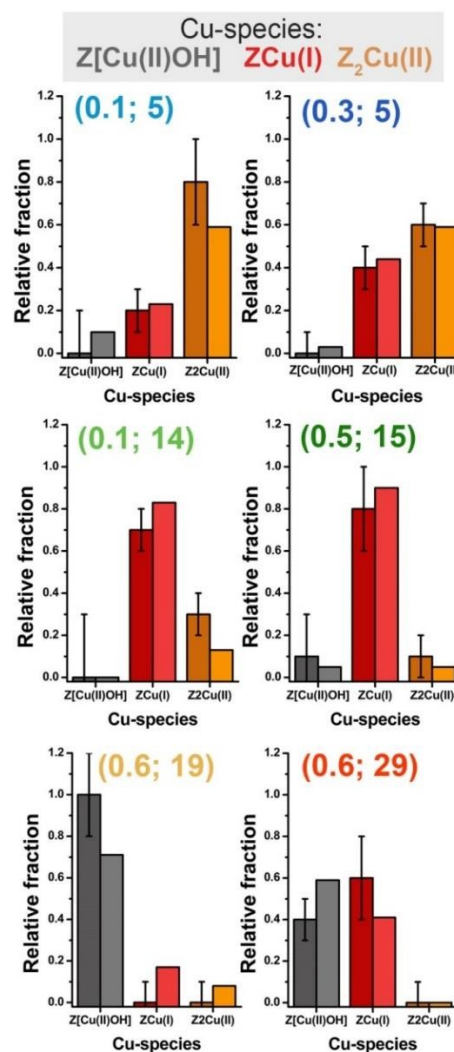 Cu-species:
Z[Cu(II)OH] ZCu(I) Z₂Cu(II)
(0.1; 5)
Relative fraction
1.2
1.0
0.8
0.6
0.4
0.2
0.0
Z[Cu(II)OH] ZCu(I) Z2Cu(II)
Cu-species
(0.3; 5)
Relative fraction
1.2
1.0
0.8
0.6
0.4
0.2
0.0
Z[Cu(II)OH] ZCu(I) Z2Cu(II)
Cu-species
(0.1; 14)
Relative fraction
1.2
1.0
0.8
0.6
0.4
0.2
0.0
Z[Cu(II)OH] ZCu(I) Z2Cu(II)
Cu-species
(0.5; 15)
Relative fraction
1.2
1.0
0.8
0.6
0.4
0.2
0.0
Z[Cu(II)OH] ZCu(I) Z2Cu(II)
Cu-species
(0.6; 19)
Relative fraction
1.2
1.0
0.8
0.6
0.4
0.2
0.0
Z[Cu(II)OH] ZCu(I) Z2Cu(II)
Cu-species
(0.6; 29)
Relative fraction
1.2
1.0
0.8
0.6
0.4
0.2
0.0
Z[Cu(II)OH] ZCu(I) Z2Cu(II)
Cu-species